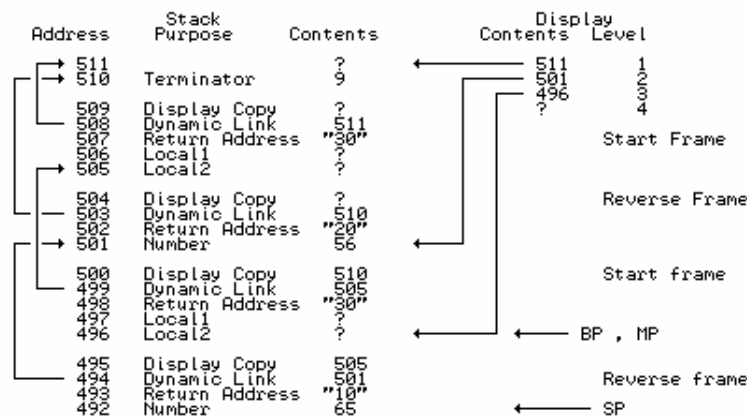 Stack Display
Address Purpose Contents Contents Level
511 ? 511 1
510 Terminator 9 501 2
496 3
509 Display Copy ? ? 4
508 Dynamic Link 511
507 Return Address "30" Start Frame
506 Local1 ?
505 Local2 ?
504 Display Copy ? Reverse Frame
503 Dynamic Link 510
502 Return Address "20"
501 Number 56
500 Display Copy 510 Start frame
499 Dynamic Link 505
498 Return Address "30"
497 Local1 ?
496 Local2 ? BP , MP
495 Display Copy 505
494 Dynamic Link 501 Reverse frame
493 Return Address "10"
492 Number 65 SP